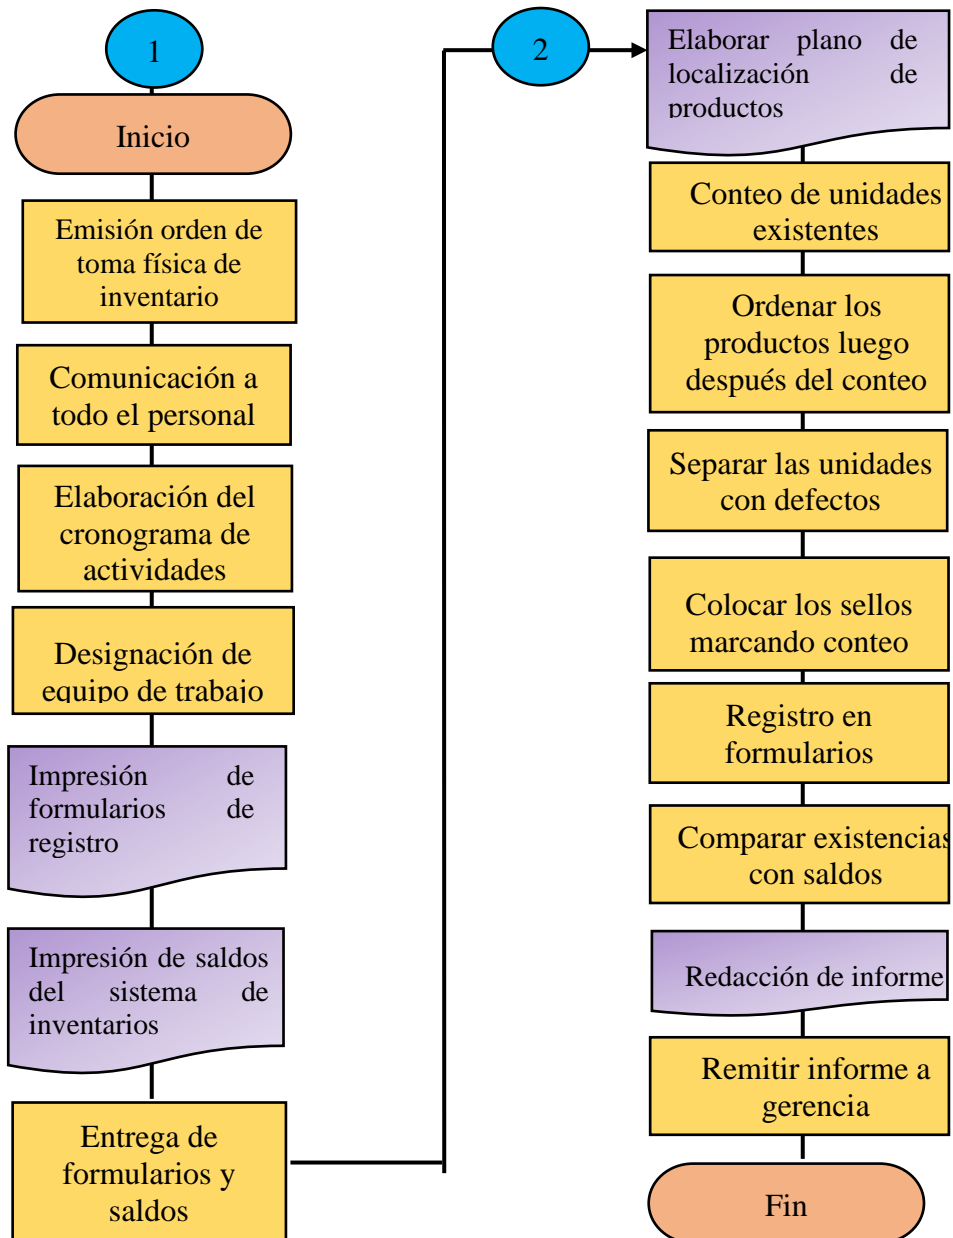 1
Inicio
Emisión orden de
toma física de
inventario
Comunicación a
todo el personal
Elaboración del
cronograma de
actividades
Designación de
equipo de trabajo
Impresión de
formularios de
registro
Impresión de saldos
del sistema de
inventarios
Entrega de
formularios y
saldos
2
Elaborar plano de
localización de
productos
Conteo de unidades
existentes
Ordenar los
productos luego
después del conteo
Separar las unidades
con defectos
Colocar los sellos
marcando conteo
Registro en
formularios
Comparar existencias
con saldos
Redacción de informe
Remitir informe a
gerencia
Fin